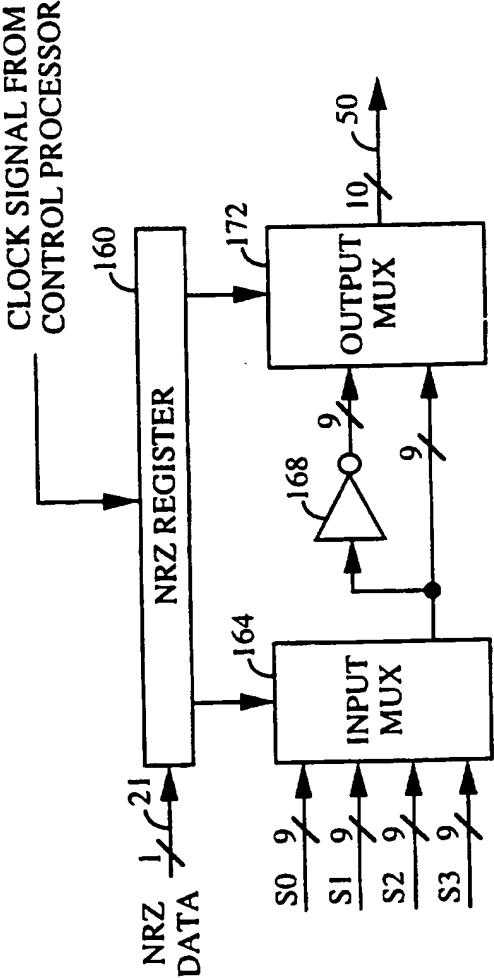 CLOCK SIGNAL FROM
CONTROL PROCESSOR
160
NRZ REGISTER
NRZ
DATA
1
21
164
INPUT
MUX
S0 9
S1 9
S2 9
S3 9
168
9
9
172
OUTPUT
MUX
10
50